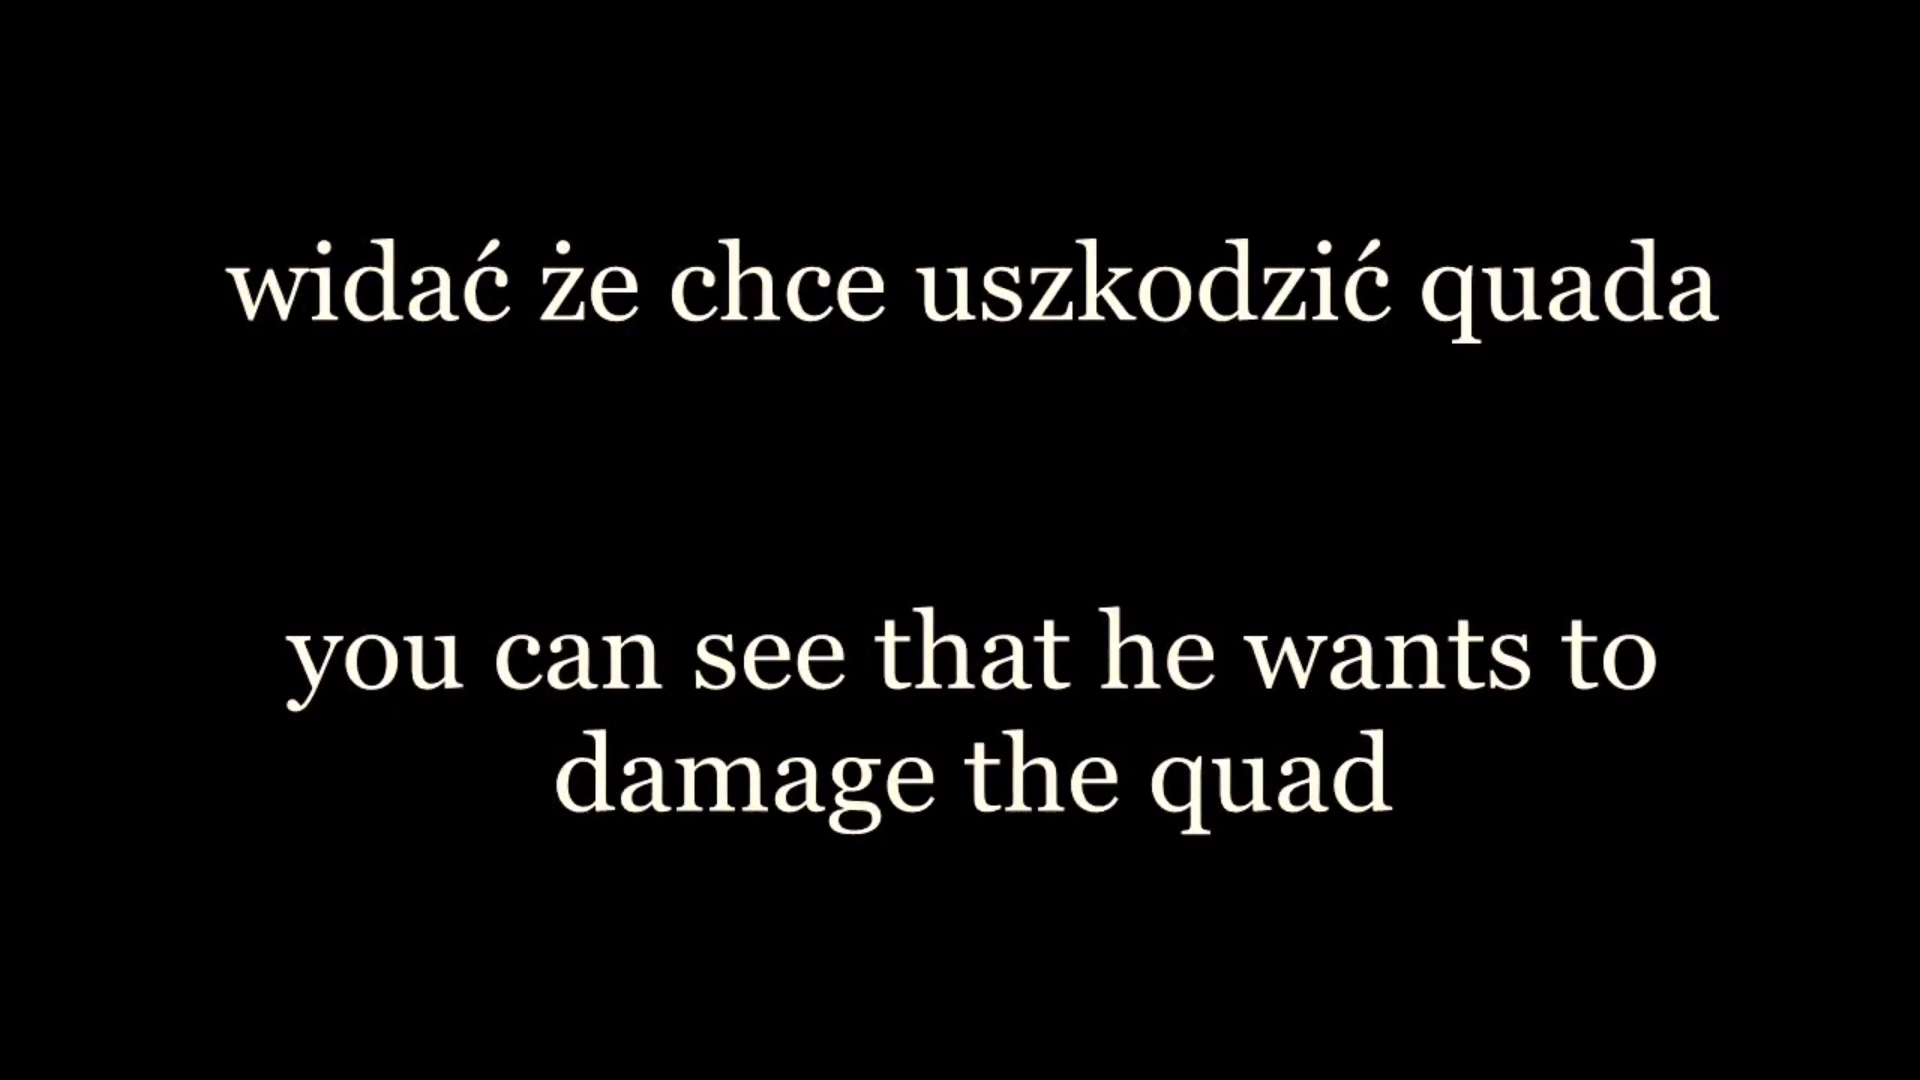 widać że chce uszkodzić quada
you can see that he wants to
damage the quad